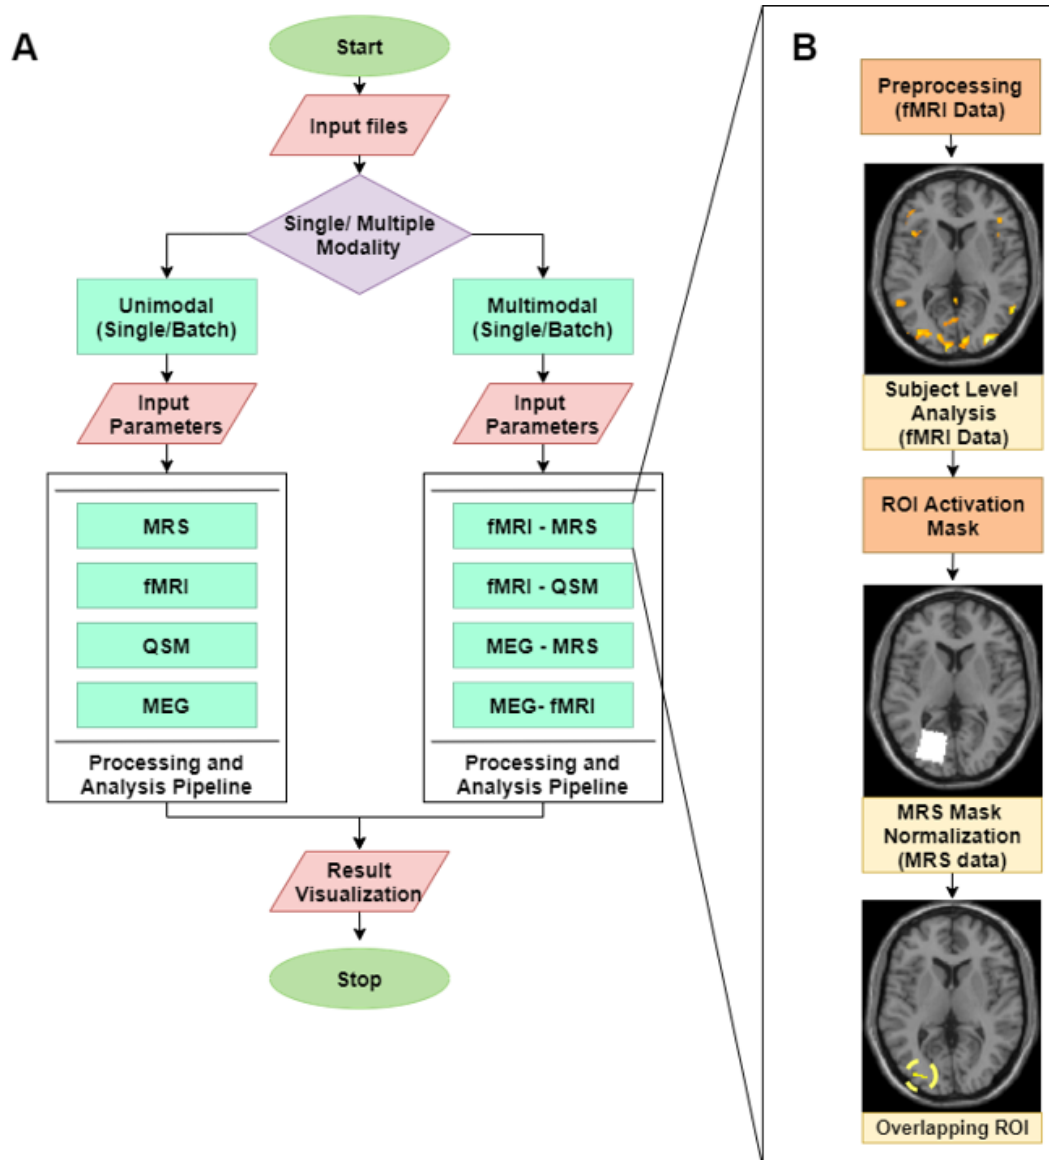 A
Start
Input files
Single/ Multiple
Modality
Unimodal
(Single/Batch)
Multimodal
(Single/Batch)
Input
Parameters
Input
Parameters
MRS
fMRI
QSM
MEG
Processing and
Analysis Pipeline
fMRI - MRS
fMRI - QSM
MEG - MRS
MEG- fMRI
Processing and
Analysis Pipeline
Result
Visualization
Stop
B
Preprocessing
(fMRI Data)
Subject Level
Analysis
(fMRI Data)
ROI Activation
Mask
MRS Mask
Normalization
(MRS data)
Overlapping ROI